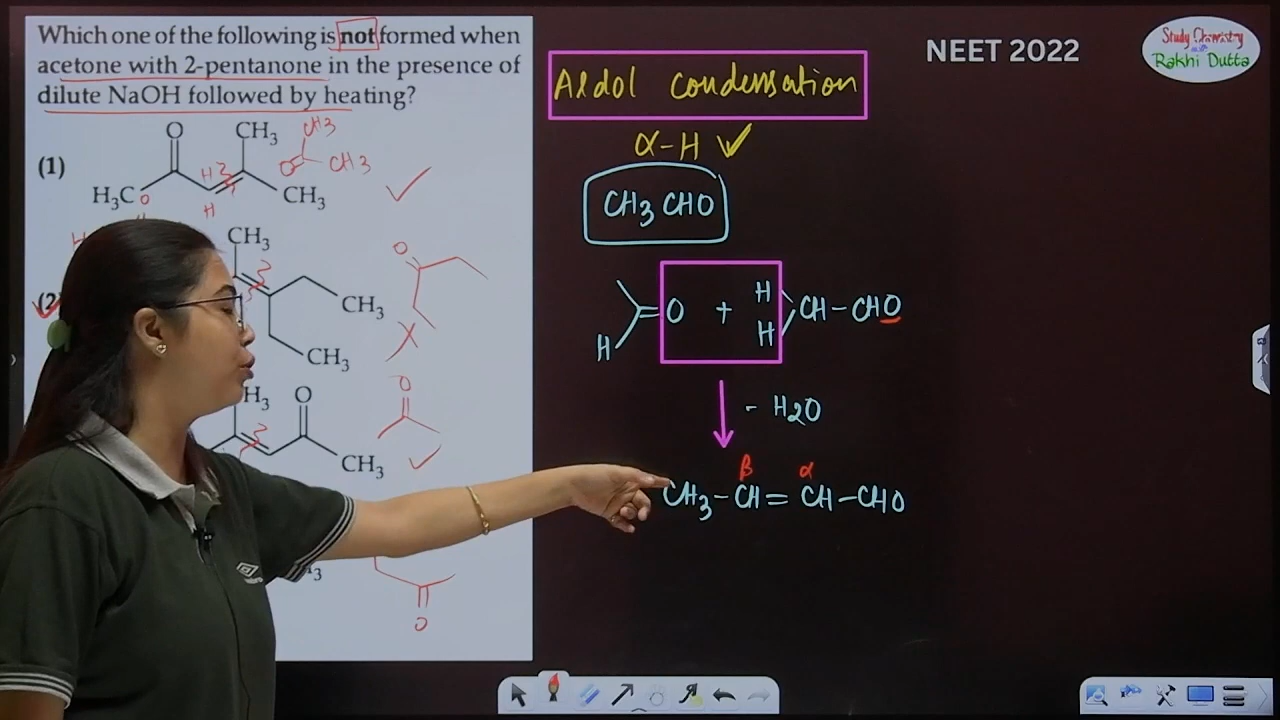 Which one of the following is not formed when
acetone with 2-pentanone in the presence of
dilute NaOH followed by heating?
(1)
O
CH₃
H₃C
CH₃
H
H
O
CH₃
CH₃
(2)
CH₃
CH₃
CH₃
O
O
CH₃
O
O
NEET 2022
Study Chemistry
with
Rakhi Dutta
Aldol Condensation
α-H ✓
CH₃CHO
H
O + H
H
CH-CHO
- H2O
β α
CH₃-CH=CH-CHO